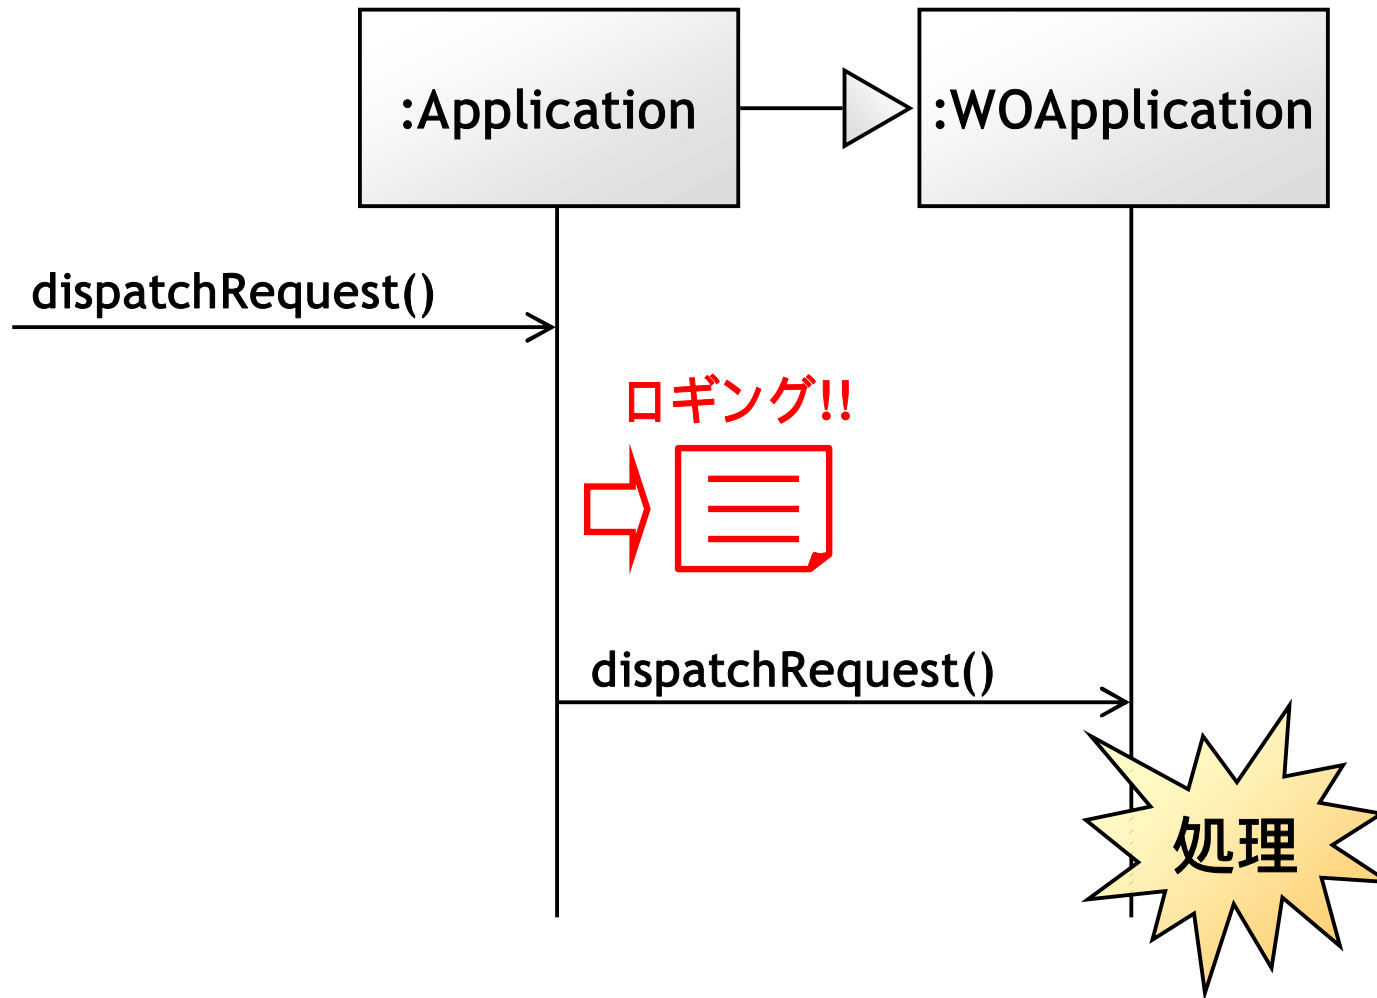 :Application
:WOApplication
dispatchRequest()
ロギング!!
dispatchRequest()
処理